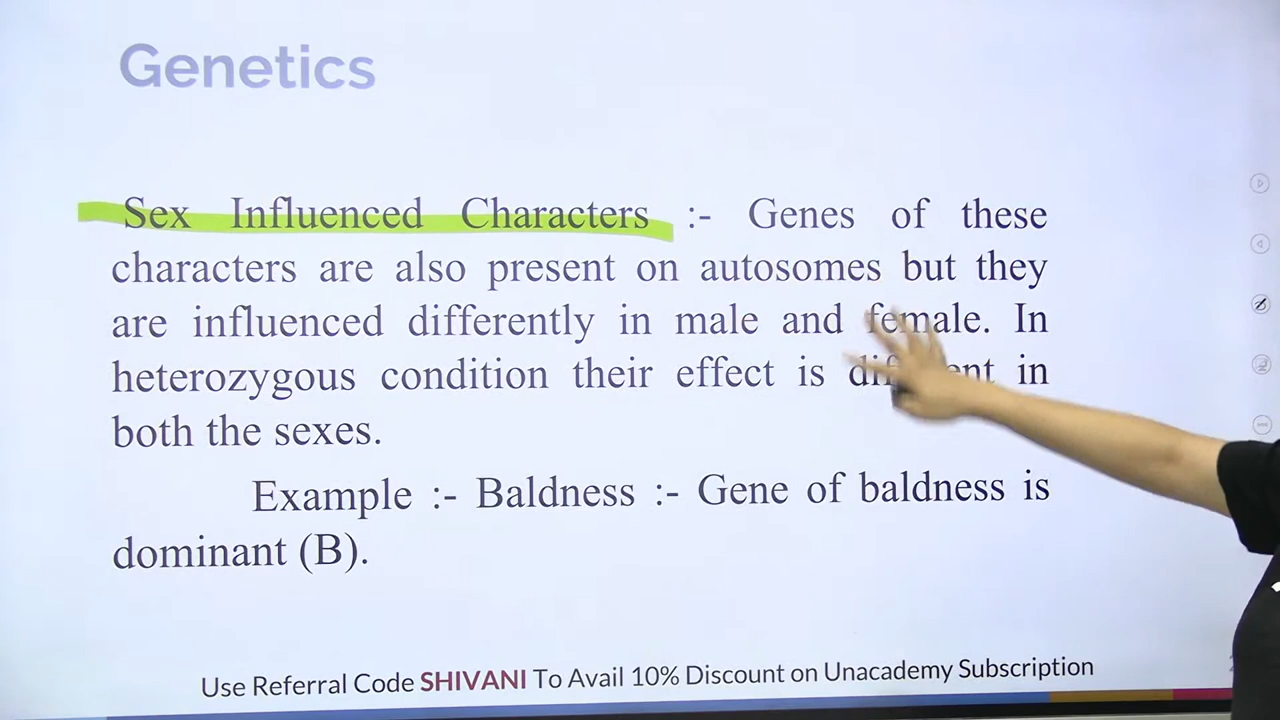 Genetics
Sex Influenced Characters :- Genes of these
characters are also present on autosomes but they
are influenced differently in male and female. In
heterozygous condition their effect is different in
both the sexes.
Example :- Baldness :- Gene of baldness is
dominant (B).
Use Referral Code SHIVANI To Avail 10% Discount on Unacademy Subscription